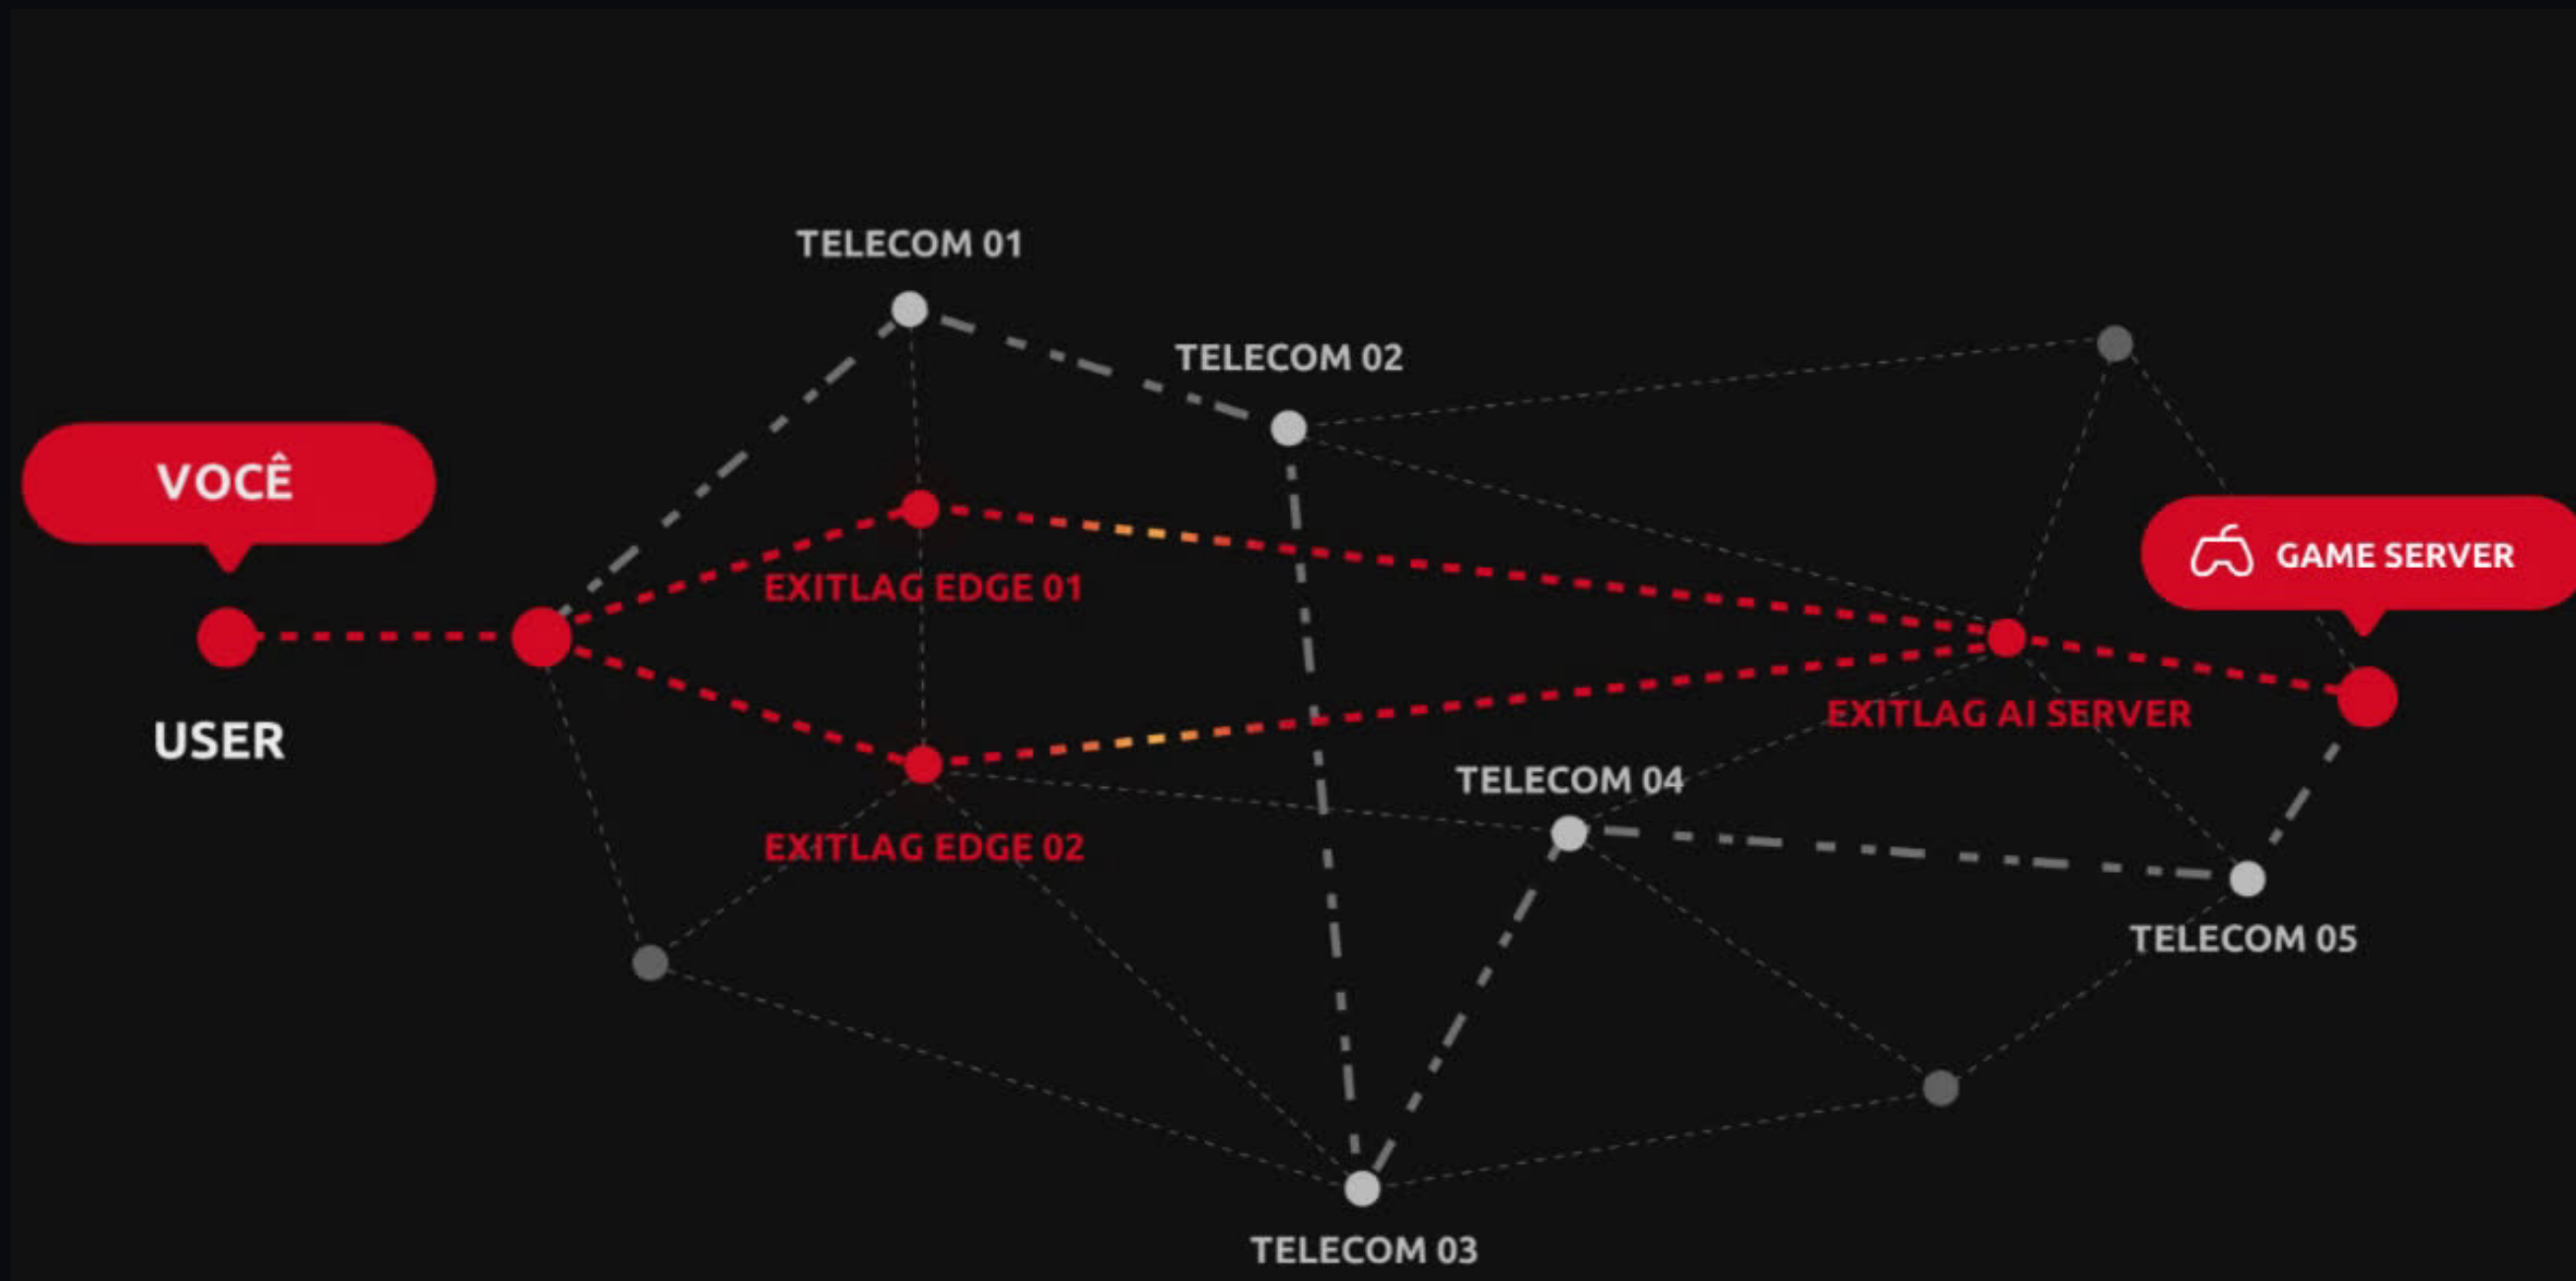 TELECOM 01
TELECOM 02
VOCÊ
GAME SERVER
EXITLAG EDGE 01
USER
EXITLAG AI SERVER
TELECOM 04
EXITLAG EDGE 02
TELECOM 05
TELECOM 03